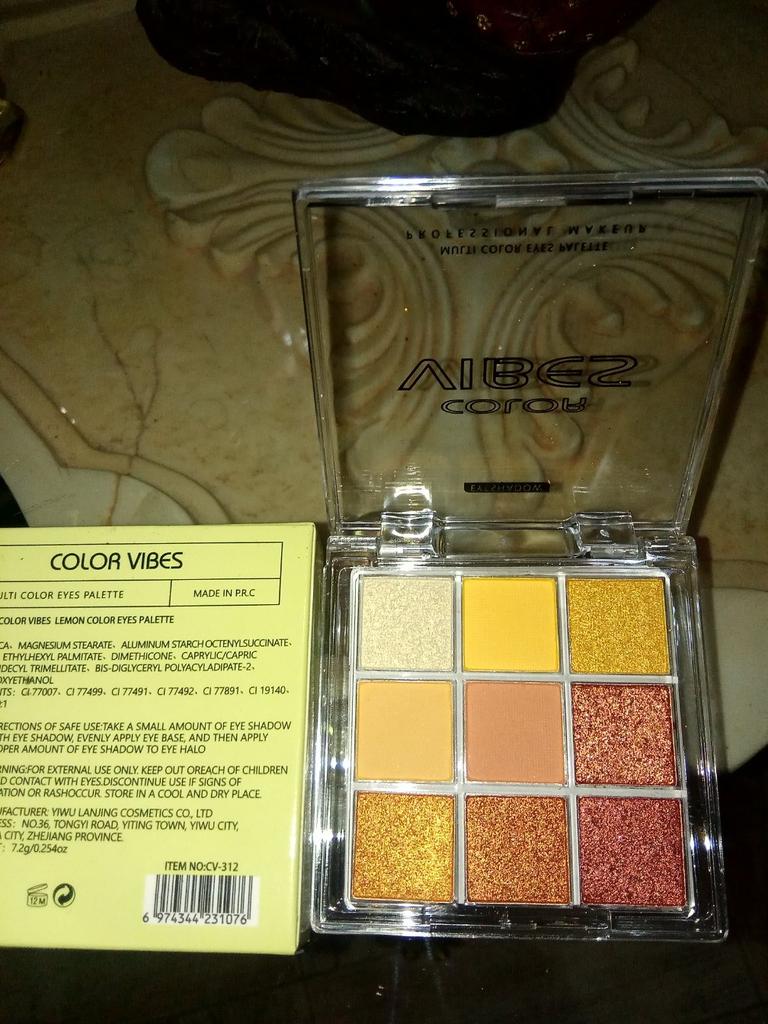 PROFESSIONAL MAKEUP
MULTI COLOR EYES PALETTE
VIBES
COLOR
EYESHADOW
COLOR VIBES
ULTI COLOR EYES PALETTE
MADE IN P.R.C
COLOR VIBES LEMON COLOR EYES PALETTE
CA、MAGNESIUM STEARATE、ALUMINUM STARCH OCTENYLSUCCINATE、
ETHYLHEXYL PALMITATE、DIMETHICONE、CAPRYLIC/CAPRIC
DECYL TRIMELLITATE、BIS-DIGLYCERYL POLYACYLADIPATE-2、
OXYETHANOL
TS: CI 77007、CI 77499、CI 77491、CI 77492、CI 77891、CI 19140、
:1
RECTIONS OF SAFE USE:TAKE A SMALL AMOUNT OF EYE SHADOW
TH EYE SHADOW, EVENLY APPLY EYE BASE, AND THEN APPLY
OPER AMOUNT OF EYE SHADOW TO EYE HALO
RNING:FOR EXTERNAL USE ONLY. KEEP OUT OREACH OF CHILDREN
D CONTACT WITH EYES.DISCONTINUE USE IF SIGNS OF
ATION OR RASHOCCUR. STORE IN A COOL AND DRY PLACE.
UFACTURER: YIWU LANJING COSMETICS CO., LTD
ESS: NO.36, TONGYI ROAD, YITING TOWN, YIWU CITY,
A CITY, ZHEJIANG PROVINCE.
: 7.2g/0.254oz
ITEM NO:CV-312
12M
6 974344 231076